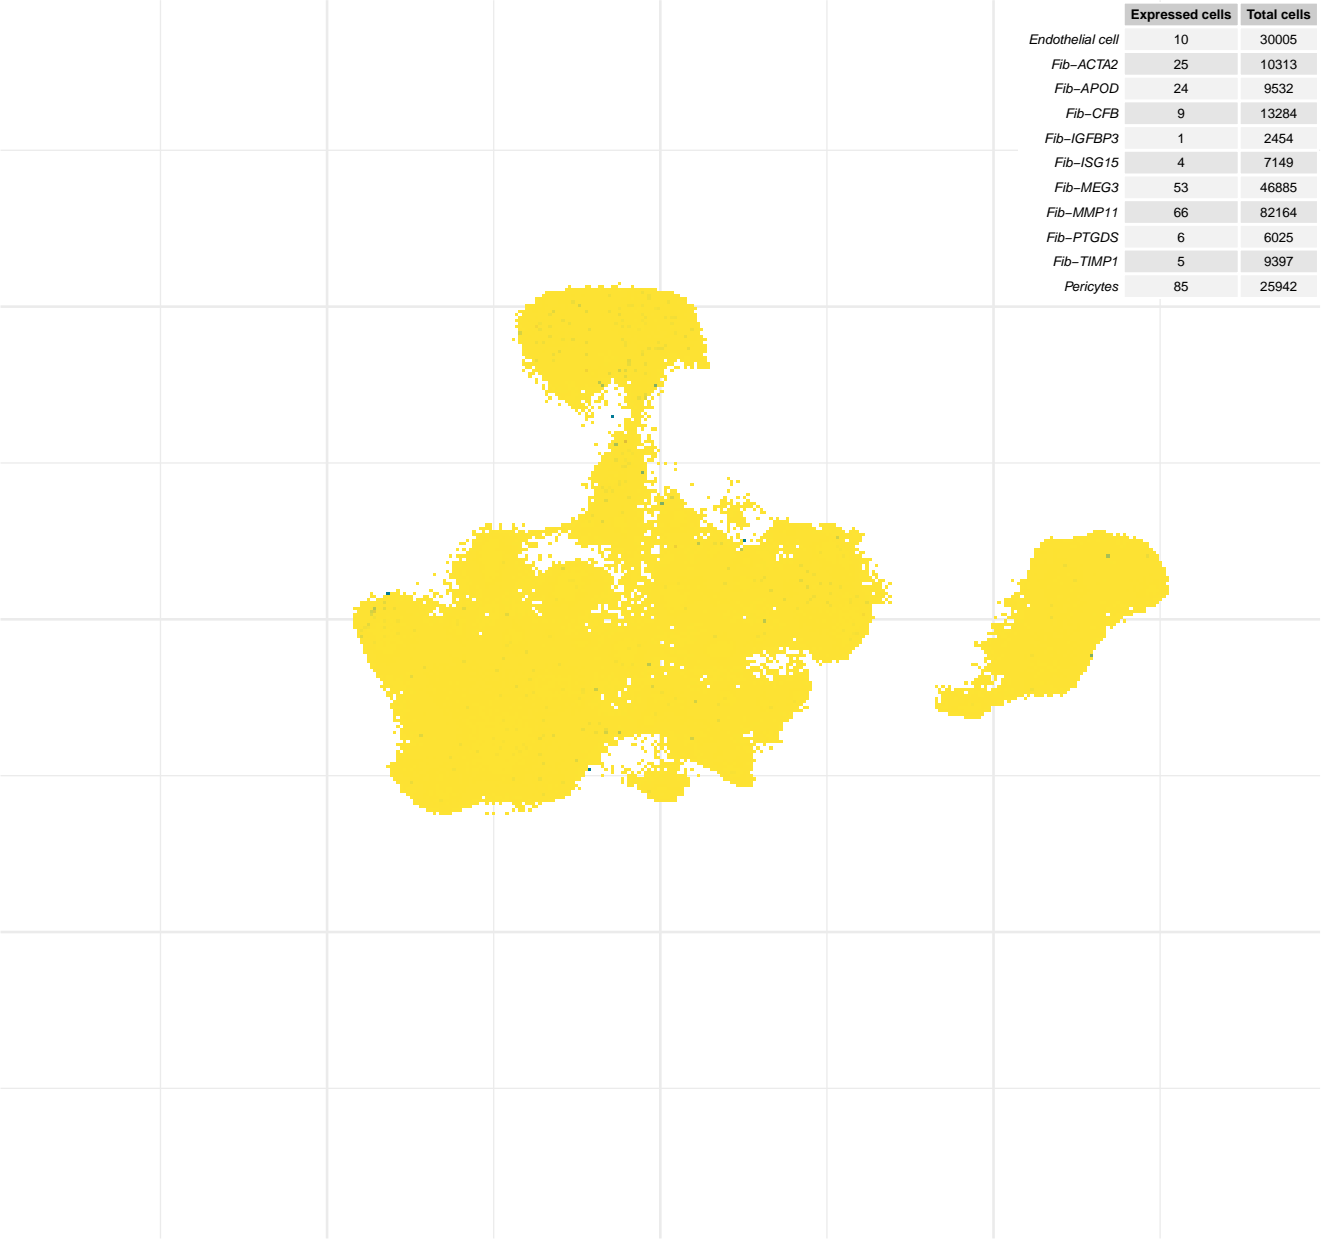 Expressed cells Total cells
Endothelial cell 10 30005
Fib−ACTA2 25 10313
Fib−APOD 24 9532
Fib−CFB 9 13284
Fib−IGFBP3 1 2454
Fib−ISG15 4 7149
Fib−MEG3 53 46885
Fib−MMP11 66 82164
Fib−PTGDS 6 6025
Fib−TIMP1 5 9397
Pericytes 85 25942